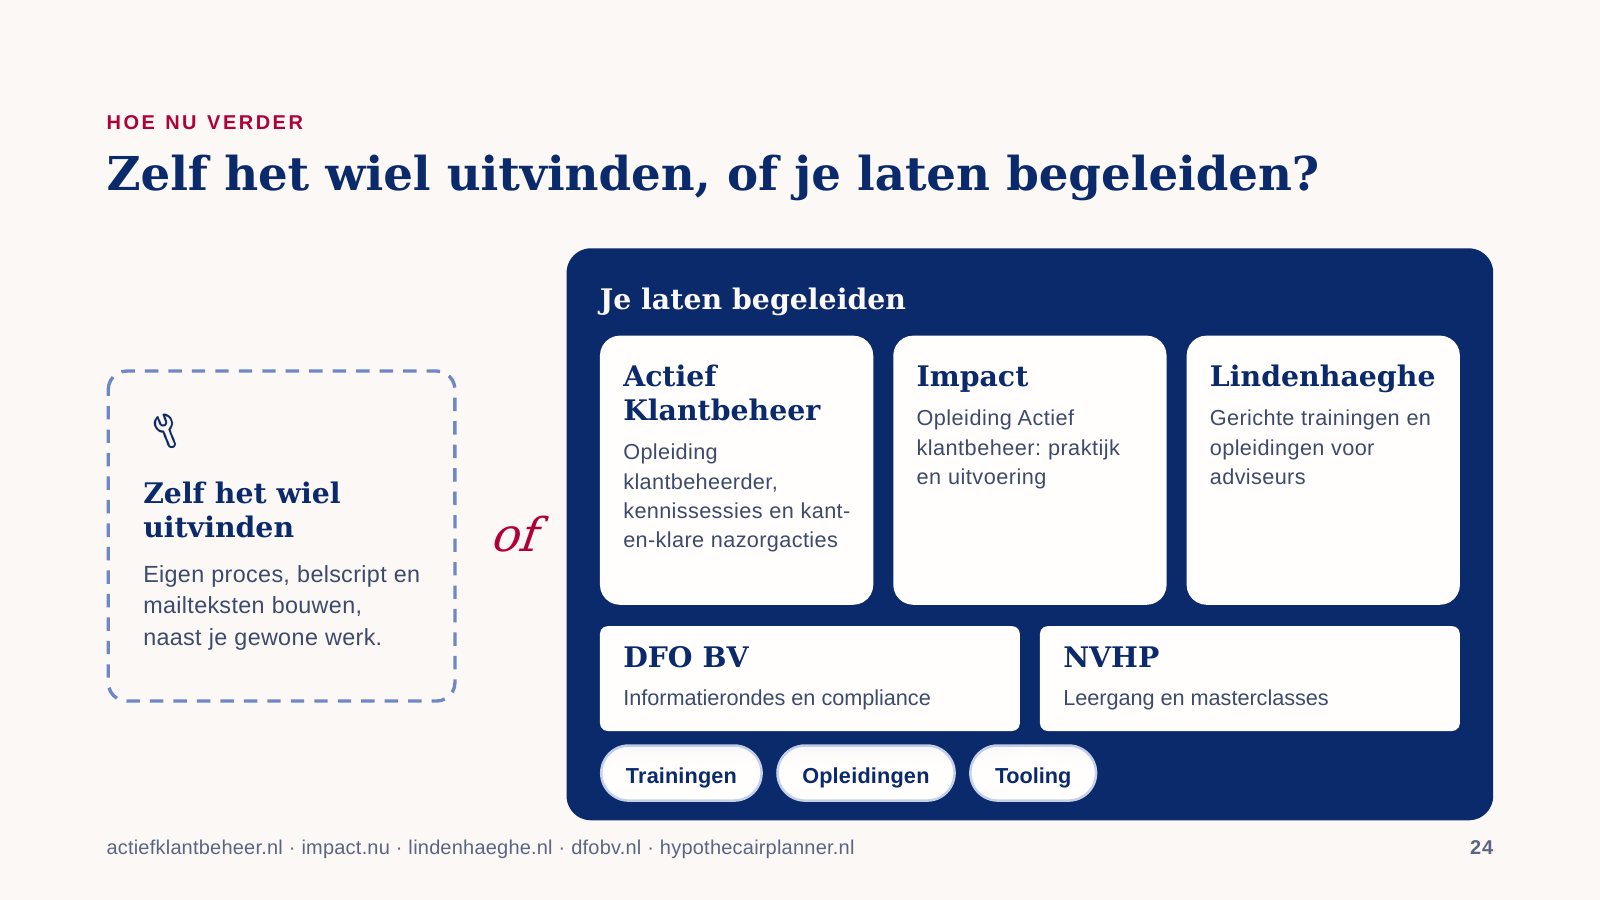 HOE NU VERDER
Zelf het wiel uitvinden, of je laten begeleiden?
Zelf het wiel
uitvinden
Eigen proces, belscript en
mailteksten bouwen,
naast je gewone werk.
of
Je laten begeleiden
Actief
Klantbeheer
Opleiding
klantbeheerder,
kennissessies en kant-
en-klare nazorgacties
Impact
Opleiding Actief
klantbeheer: praktijk
en uitvoering
Lindenhaeghe
Gerichte trainingen en
opleidingen voor
adviseurs
DFO BV
Informatierondes en compliance
NVHP
Leergang en masterclasses
Trainingen
Opleidingen
Tooling
actiefklantbeheer.nl · impact.nu · lindenhaeghe.nl · dfobv.nl · hypothecairplanner.nl
24